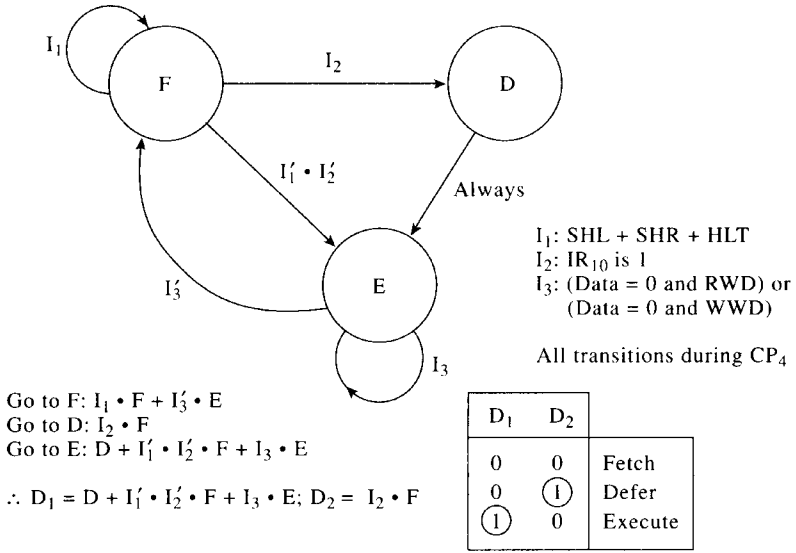 I₁
F
I₂
D
I₁′ • I₂′
Always
I₃′
E
I₃
I₁: SHL + SHR + HLT
I₂: IR₁₀ is 1
I₃: (Data = 0 and RWD) or
(Data = 0 and WWD)
All transitions during CP₄
Go to F: I₁ • F + I₃′ • E
Go to D: I₂ • F
Go to E: D + I₁′ • I₂′ • F + I₃ • E
∴ D₁ = D + I₁′ • I₂′ • F + I₃ • E; D₂ = I₂ • F
D₁ D₂
0 0 Fetch
0 1 Defer
1 0 Execute